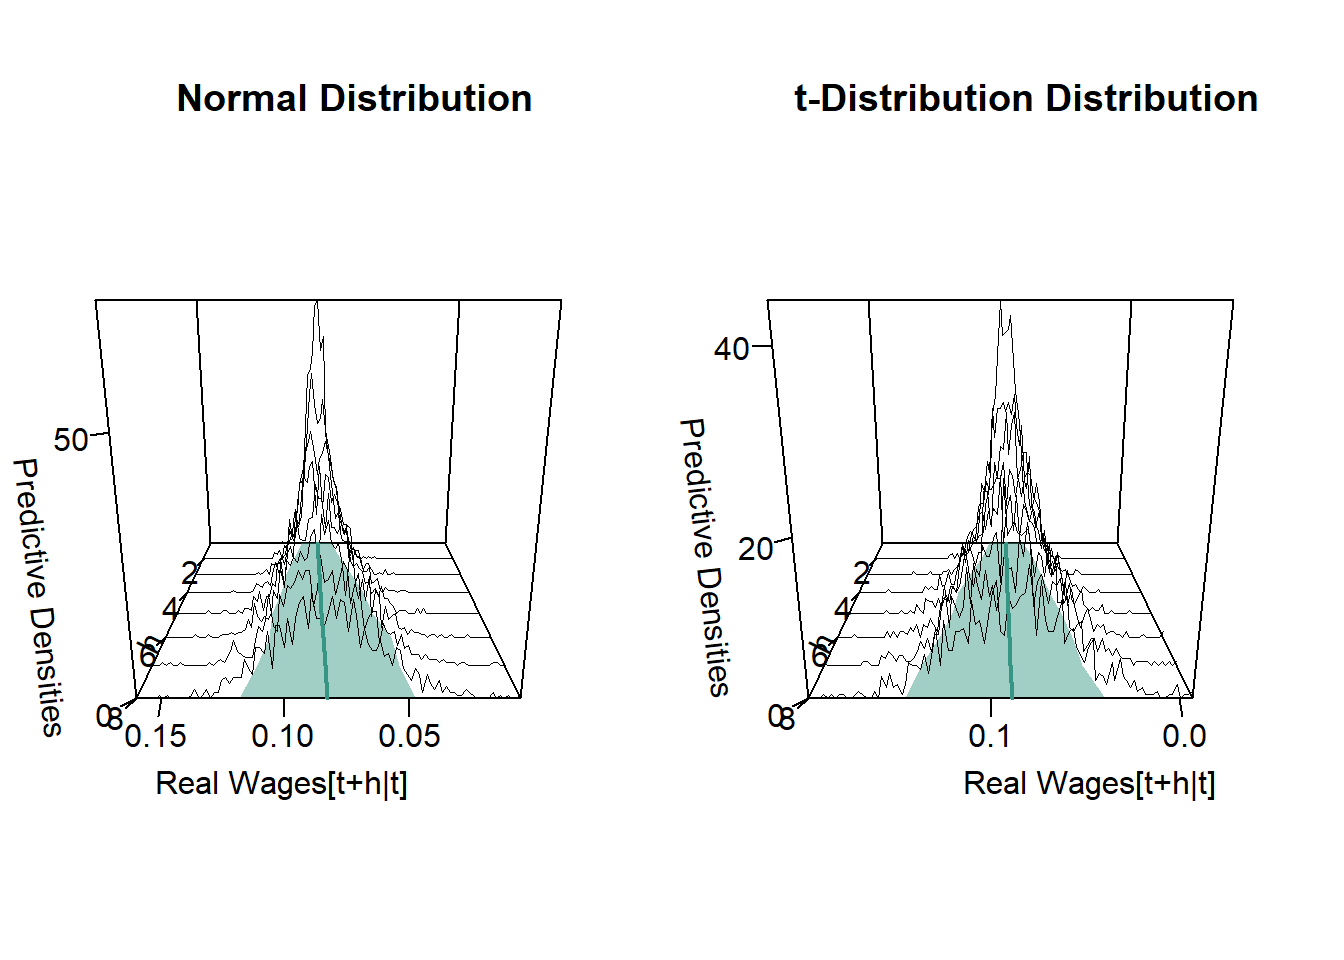 Normal Distribution
50
Predictive Densities
2
4
6
h
0
8
0.15 0.10 0.05
Real Wages[t+h|t]
t-Distribution Distribution
40
20
Predictive Densities
2
4
6
h
0
8
0.1 0.0
Real Wages[t+h|t]